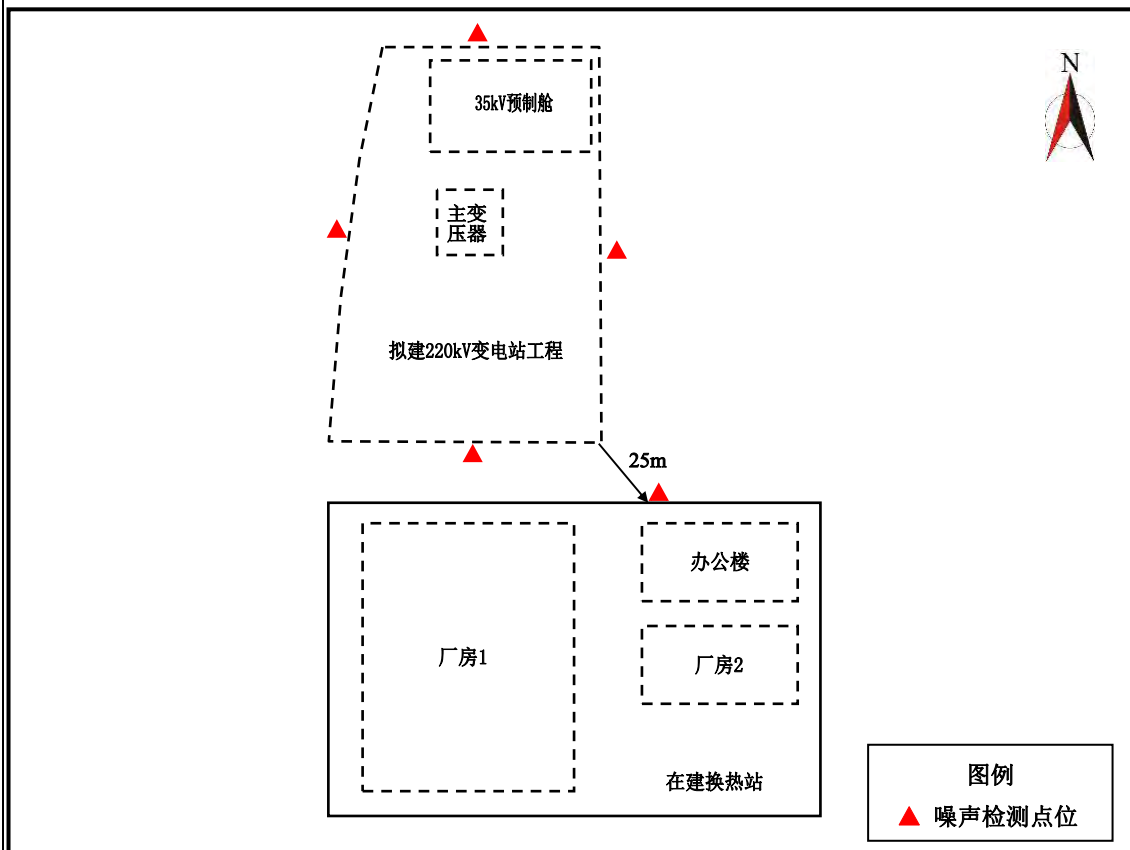 N
35kV预制舱
主变
压器
拟建220kV变电站工程
25m
办公楼
厂房1
厂房2
在建换热站
图例
噪声检测点位